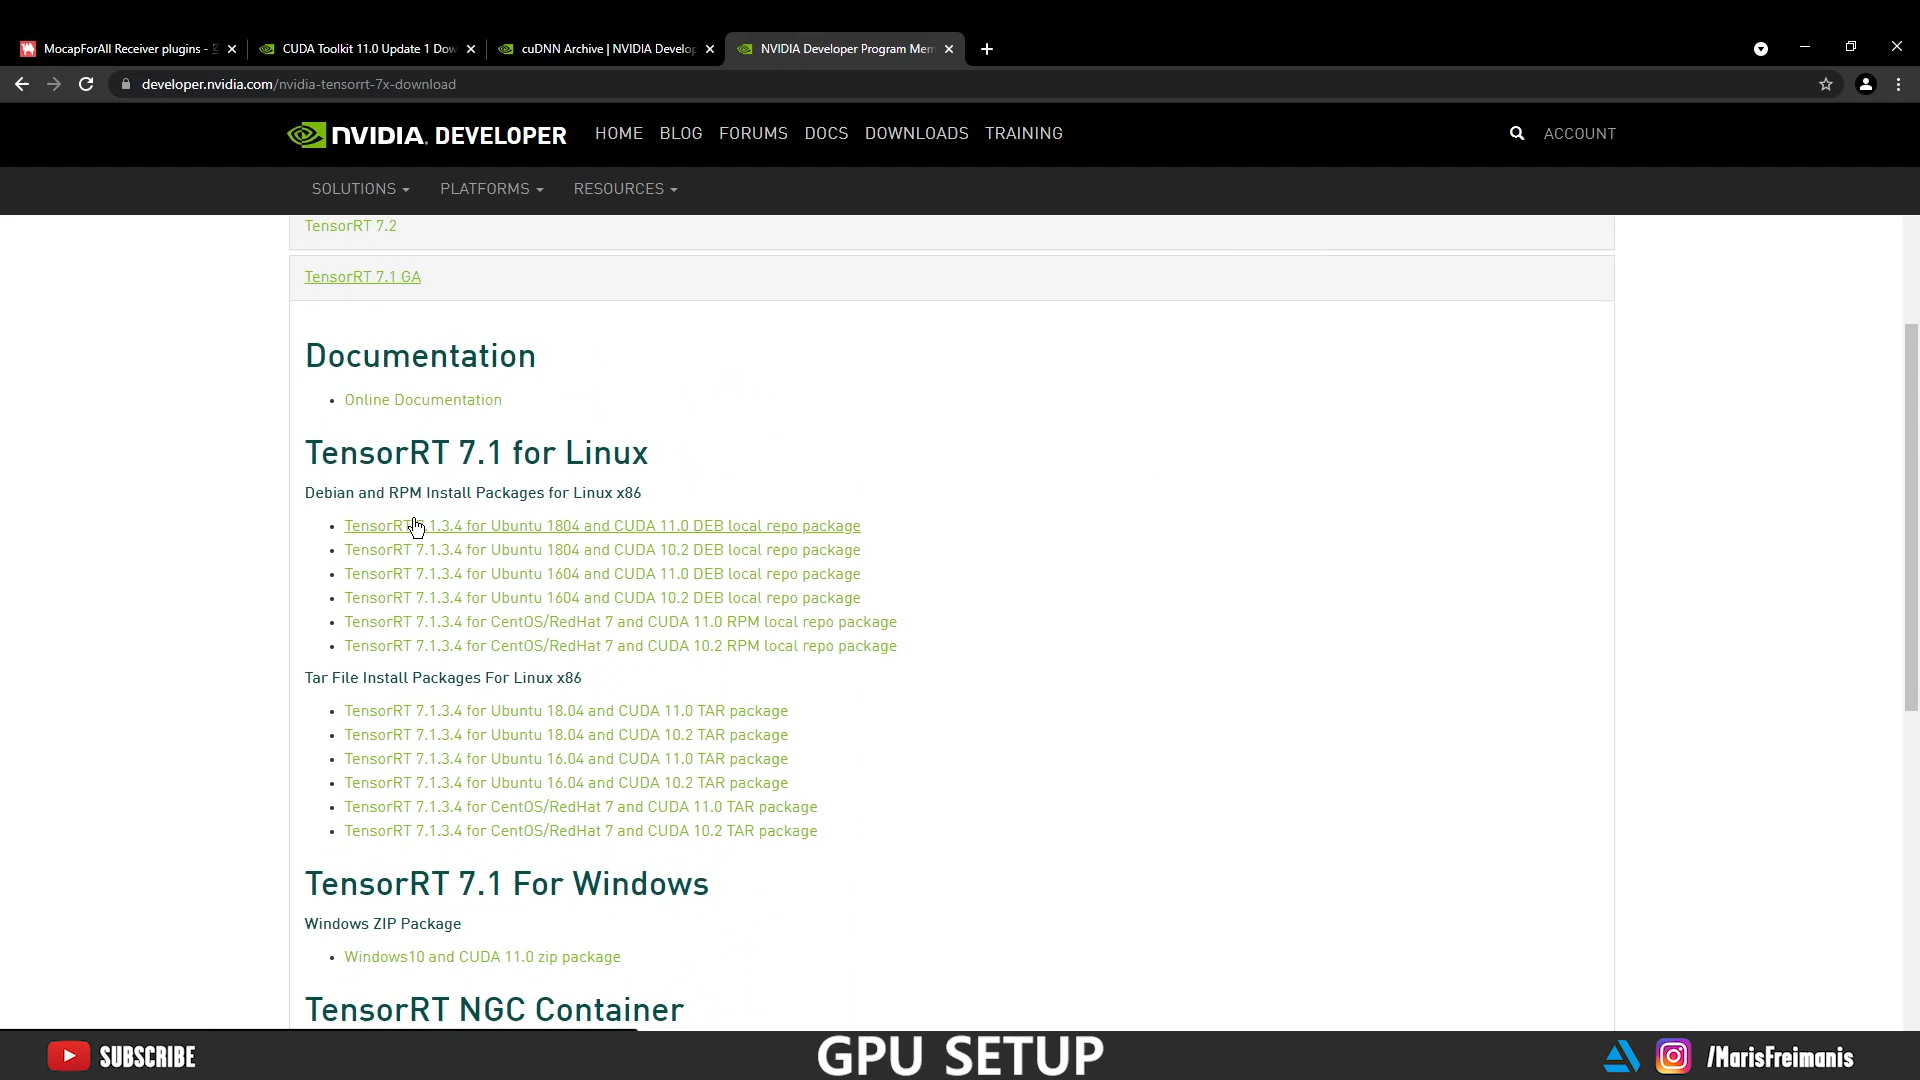 MocapForAll Receiver plugins -
CUDA Toolkit 11.0 Update 1 Dow
cuDNN Archive | NVIDIA Develop
NVIDIA Developer Program Mem
developer.nvidia.com/nvidia-tensorrt-7x-download
NVIDIA. DEVELOPER
HOME BLOG FORUMS DOCS DOWNLOADS TRAINING
ACCOUNT
SOLUTIONS PLATFORMS RESOURCES
TensorRT 7.2
TensorRT 7.1 GA
Documentation
• Online Documentation
TensorRT 7.1 for Linux
Debian and RPM Install Packages for Linux x86
• TensorRT 7.1.3.4 for Ubuntu 1804 and CUDA 11.0 DEB local repo package
• TensorRT 7.1.3.4 for Ubuntu 1804 and CUDA 10.2 DEB local repo package
• TensorRT 7.1.3.4 for Ubuntu 1604 and CUDA 11.0 DEB local repo package
• TensorRT 7.1.3.4 for Ubuntu 1604 and CUDA 10.2 DEB local repo package
• TensorRT 7.1.3.4 for CentOS/RedHat 7 and CUDA 11.0 RPM local repo package
• TensorRT 7.1.3.4 for CentOS/RedHat 7 and CUDA 10.2 RPM local repo package
Tar File Install Packages For Linux x86
• TensorRT 7.1.3.4 for Ubuntu 18.04 and CUDA 11.0 TAR package
• TensorRT 7.1.3.4 for Ubuntu 18.04 and CUDA 10.2 TAR package
• TensorRT 7.1.3.4 for Ubuntu 16.04 and CUDA 11.0 TAR package
• TensorRT 7.1.3.4 for Ubuntu 16.04 and CUDA 10.2 TAR package
• TensorRT 7.1.3.4 for CentOS/RedHat 7 and CUDA 11.0 TAR package
• TensorRT 7.1.3.4 for CentOS/RedHat 7 and CUDA 10.2 TAR package
TensorRT 7.1 For Windows
Windows ZIP Package
• Windows10 and CUDA 11.0 zip package
TensorRT NGC Container
SUBSCRIBE
GPU SETUP
/MarisFreimanis